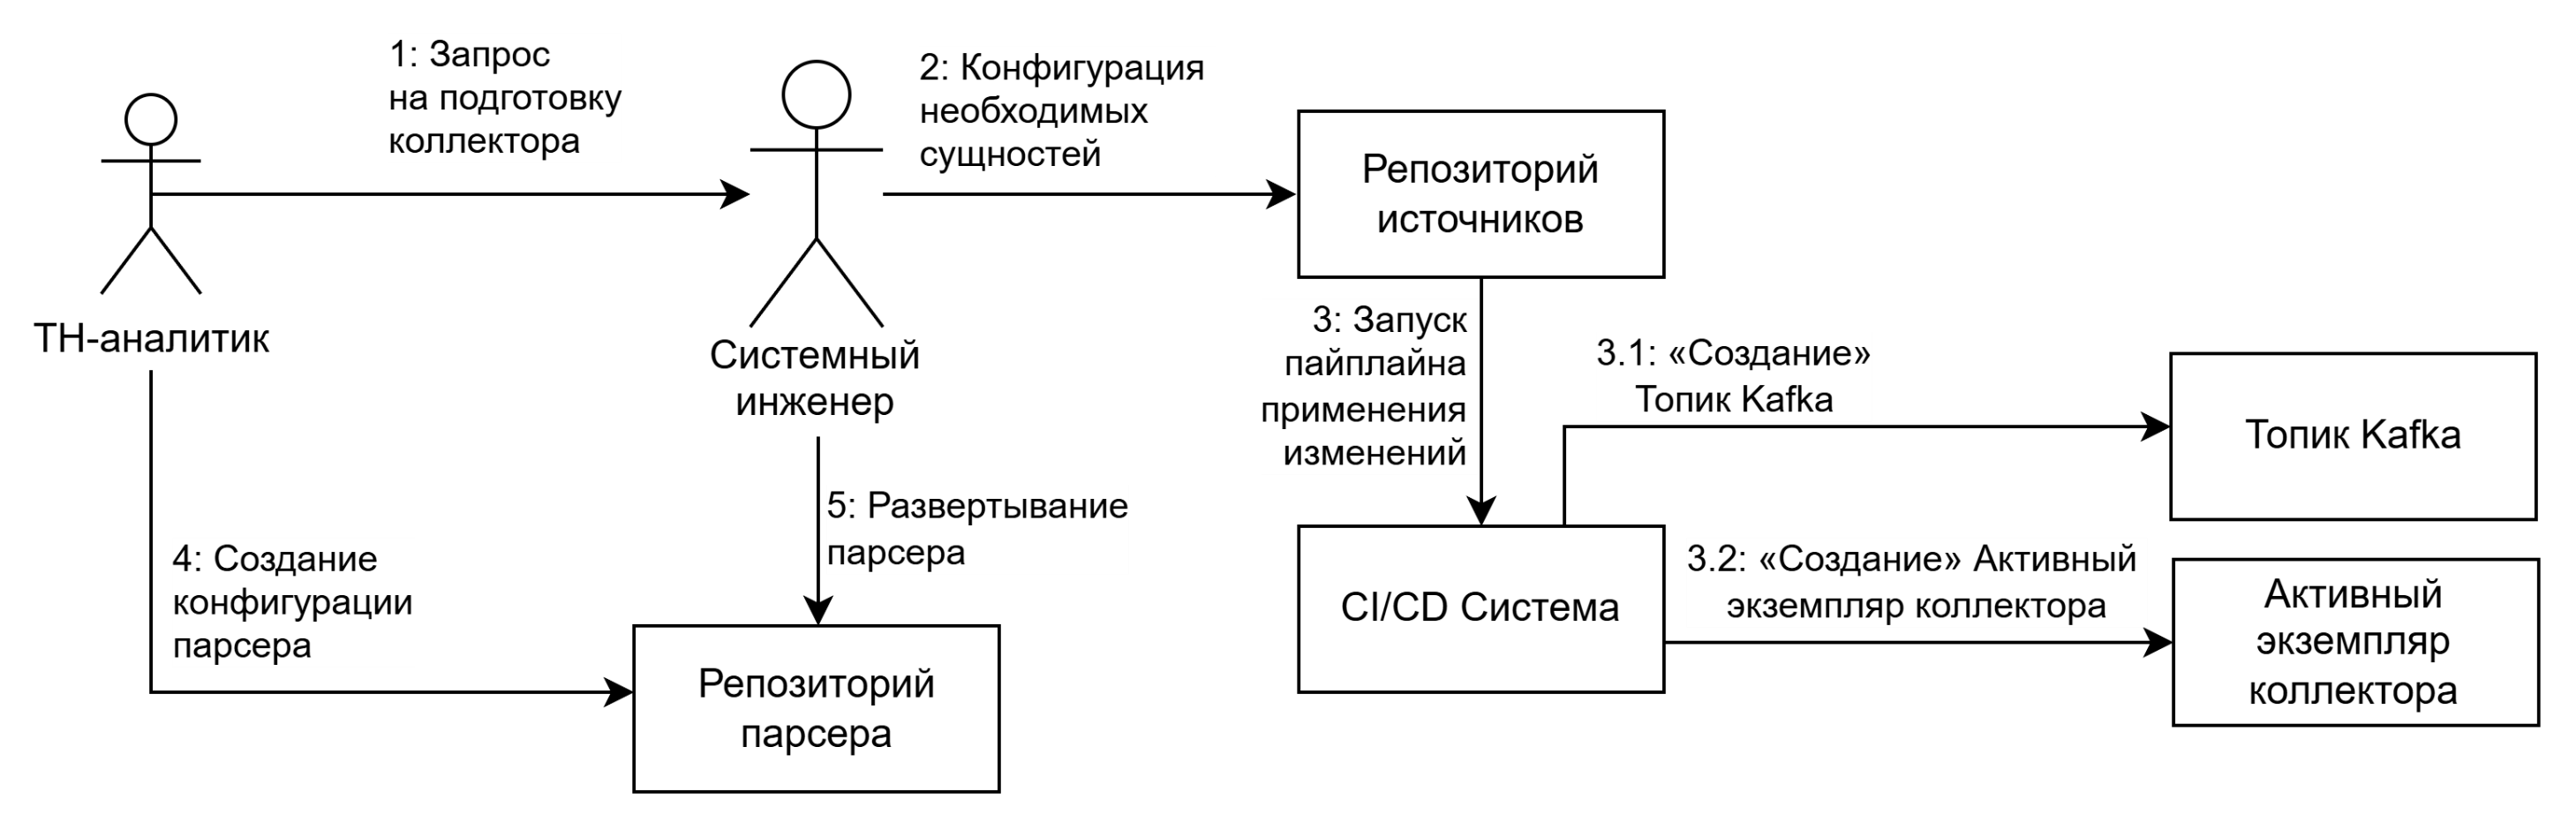 1: Запрос
на подготовку
коллектора
2: Конфигурация
необходимых
сущностей
Репозиторий
источников
ТН-аналитик
Системный
инженер
3: Запуск
пайплайна
применения
изменений
3.1: «Создание»
Топик Kafka
Топик Kafka
4: Создание
конфигурации
парсера
5: Развертывание
парсера
Репозиторий
парсера
CI/CD Система
3.2: «Создание» Активный
экземпляр коллектора
Активный
экземпляр
коллектора